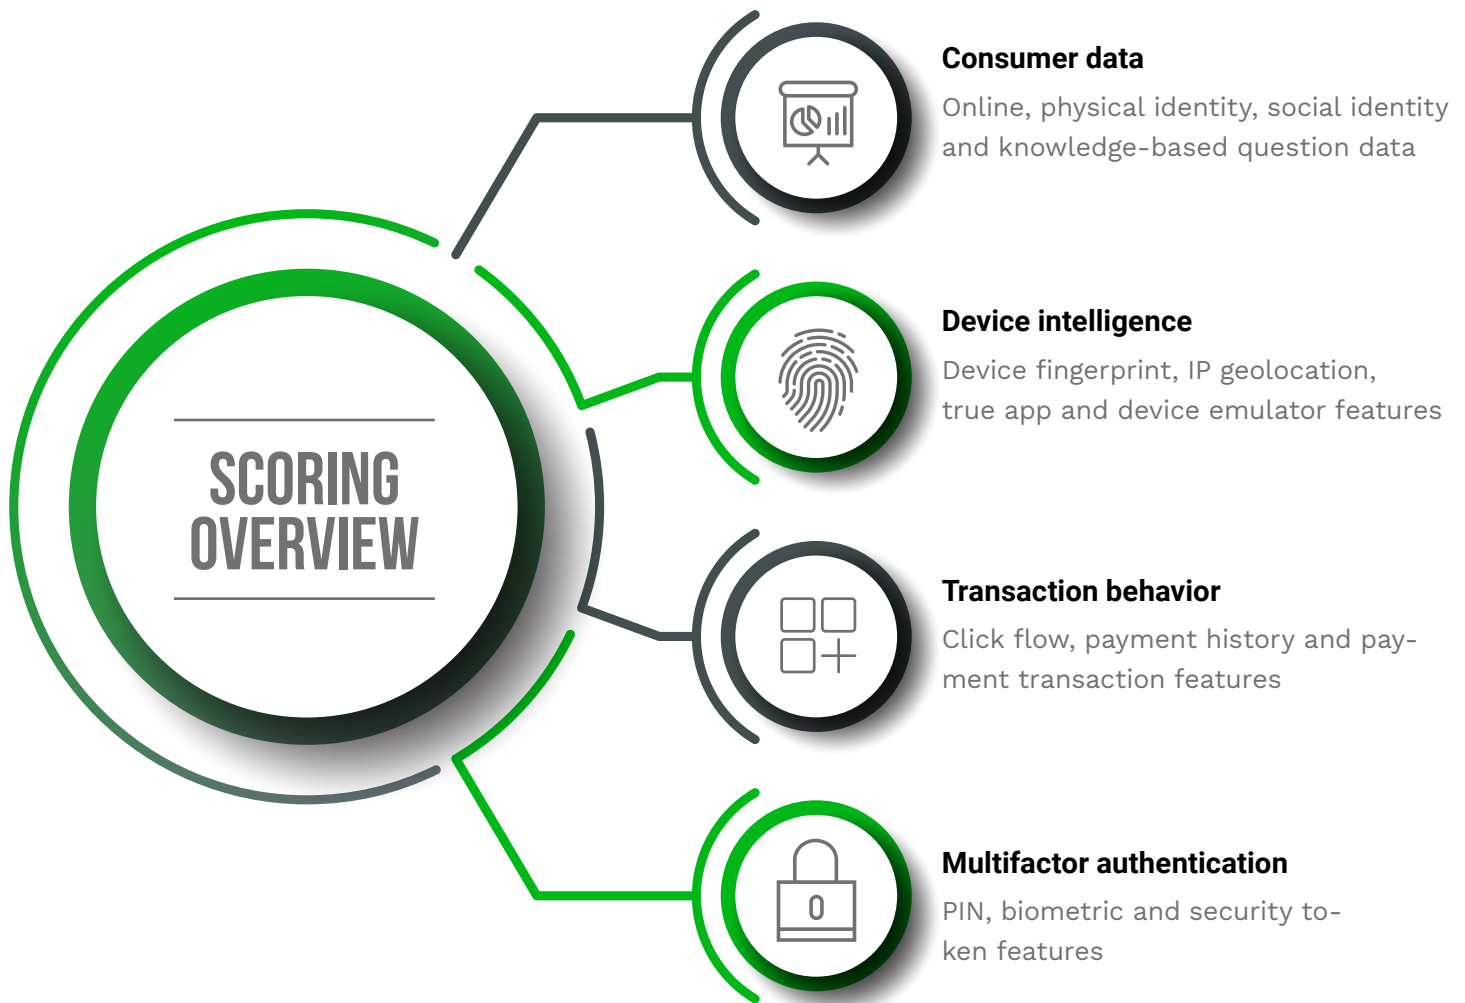 SCORING
OVERVIEW
Consumer data
Online, physical identity, social identity
and knowledge-based question data
Device intelligence
Device fingerprint, IP geolocation,
true app and device emulator features
Transaction behavior
Click flow, payment history and pay-
ment transaction features
Multifactor authentication
PIN, biometric and security to-
ken features